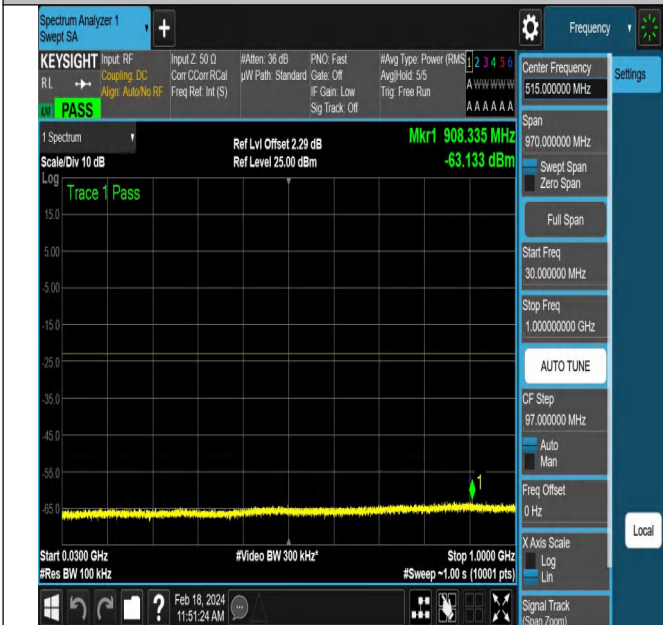 Spectrum Analyzer 1
Swept SA
+
Frequency
KEYSIGHT
RL
PASS
Input: RF
Coupling: DC
Align: Auto/No RF
Input Z: 50 Ω
Corr CCorr RCal
Freq Ref: Int (S)
#Atten: 36 dB
µW Path: Standard
PNO: Fast
Gate: Off
IF Gain: Low
Sig Track: Off
#Avg Type: Power (RMS
Avg|Hold: 5/5
Trig: Free Run
1 2 3 4 5 6
A W W W W W
A A A A A A
1 Spectrum
Scale/Div 10 dB
Ref Lvl Offset 2.29 dB
Ref Level 25.00 dBm
Mkr1 908.335 MHz
-63.133 dBm
Log
Trace 1 Pass
15.0
5.00
-5.00
-15.0
-25.0
-35.0
-45.0
-55.0
-65.0
1
Start 0.0300 GHz
#Res BW 100 kHz
#Video BW 300 kHz*
Stop 1.0000 GHz
#Sweep ~1.00 s (10001 pts)
Feb 18, 2024
11:51:24 AM
?
Center Frequency
515.000000 MHz
Settings
Span
970.000000 MHz
Swept Span
Zero Span
Full Span
Start Freq
30.000000 MHz
Stop Freq
1.000000000 GHz
AUTO TUNE
CF Step
97.000000 MHz
Auto
Man
Freq Offset
0 Hz
X Axis Scale
Log
Lin
Local
Signal Track
(Span Zoom)